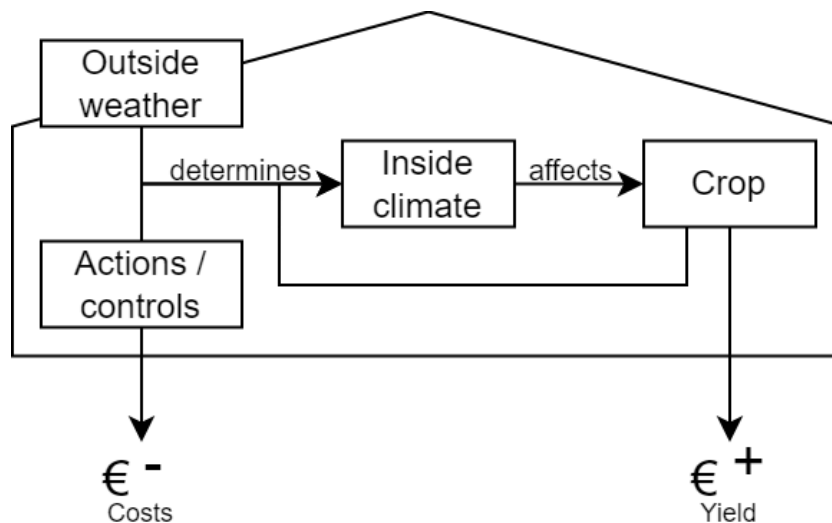 Outside
weather
determines
Inside
climate
affects
Crop
Actions /
controls
€ -
Costs
€ +
Yield